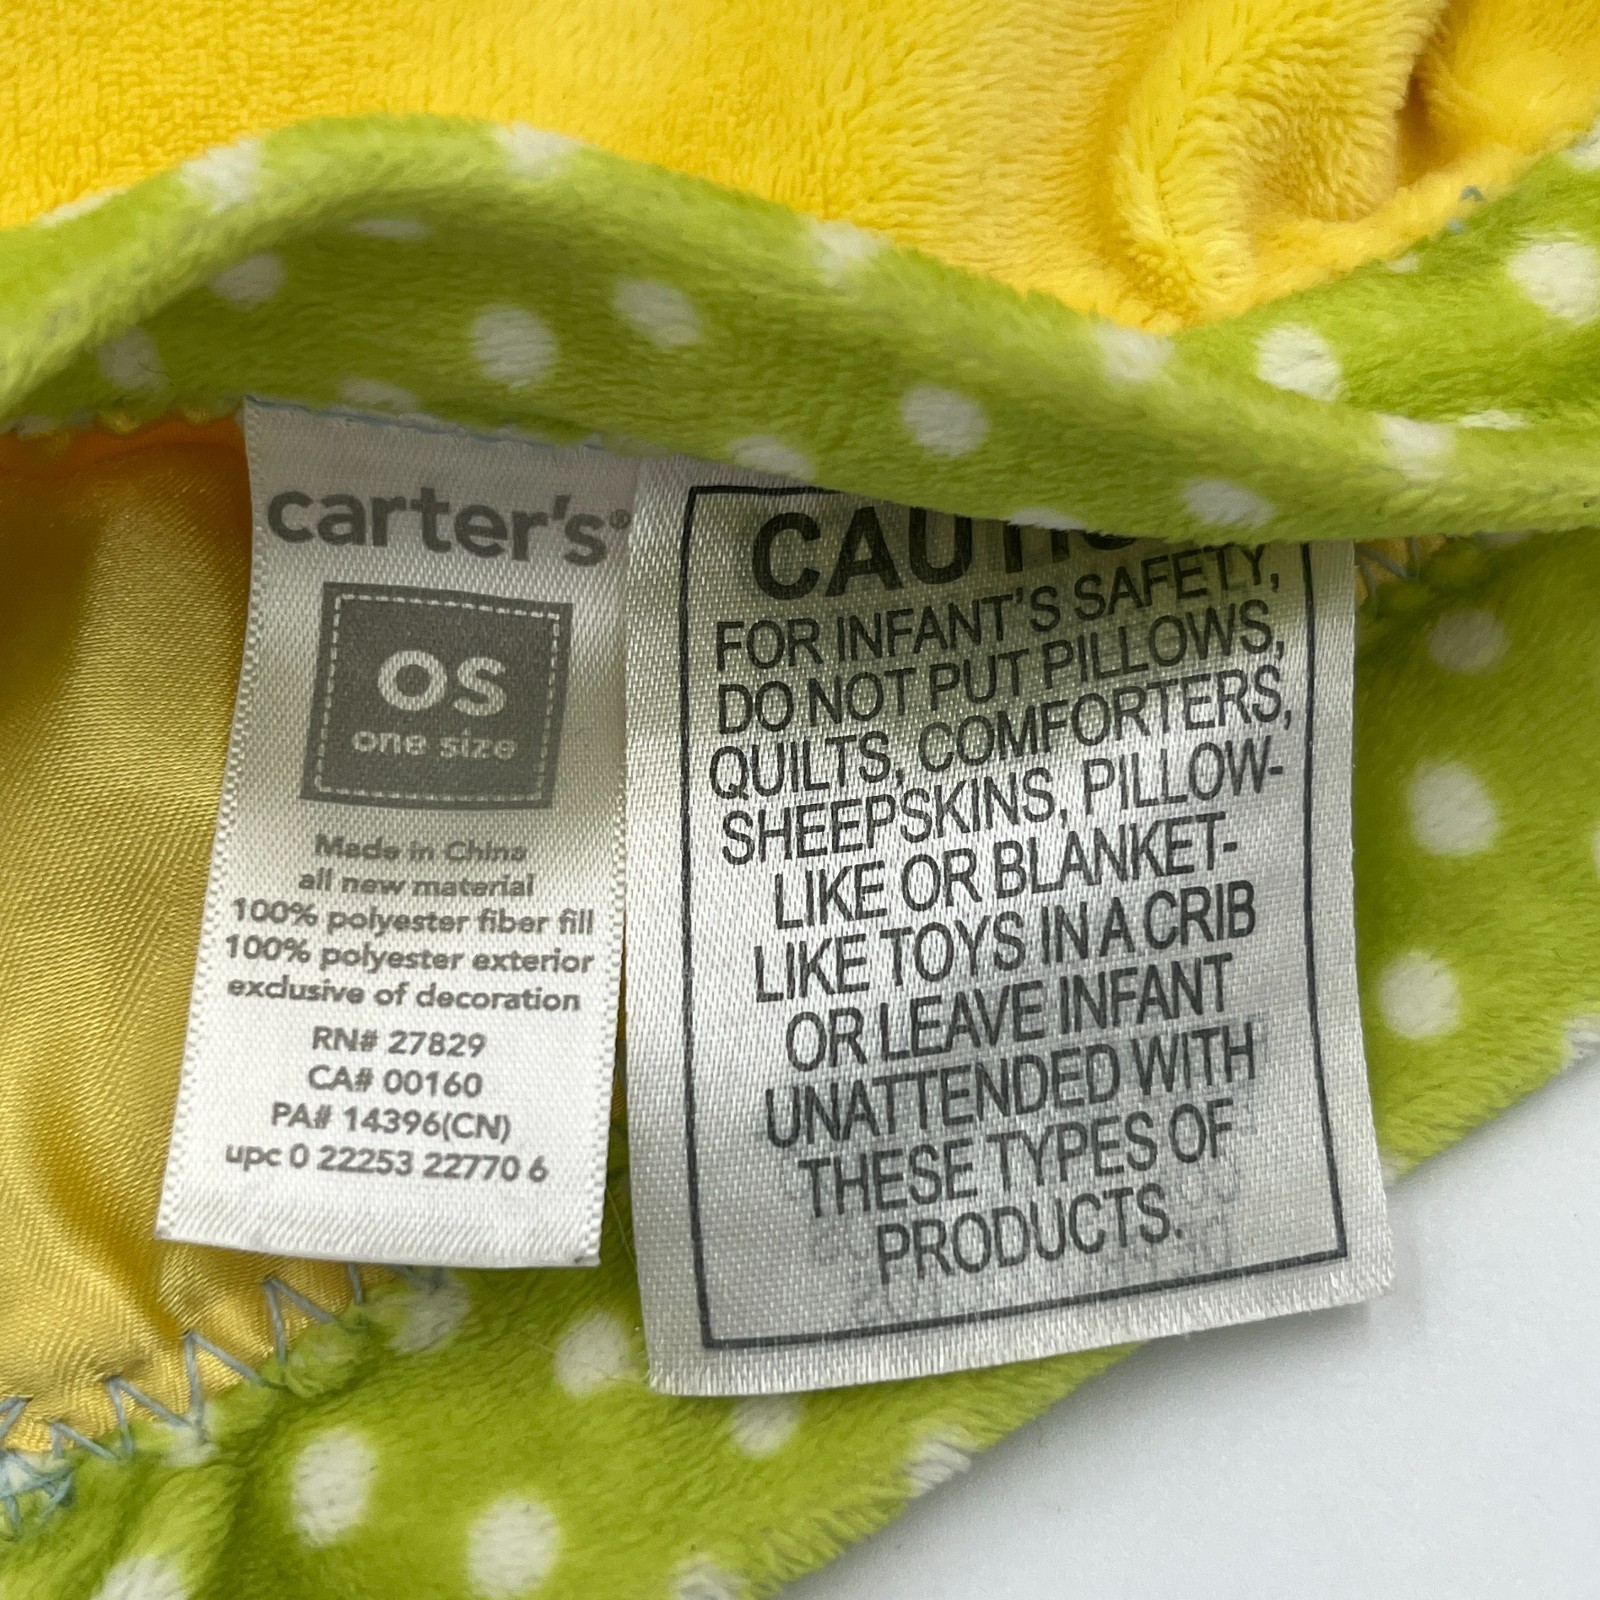 carter's®
OS
one size
Made in China
all new material
100% polyester fiber fill
100% polyester exterior
exclusive of decoration
RN# 27829
CA# 00160
PA# 14396(CN)
upc 0 22253 22770 6
FOR INFANT'S SAFETY,
DO NOT PUT PILLOWS,
QUILTS, COMFORTERS,
SHEEPSKINS, PILLOW-
LIKE OR BLANKET-
LIKE TOYS IN A CRIB
OR LEAVE INFANT
UNATTENDED WITH
THESE TYPES OF
PRODUCTS.